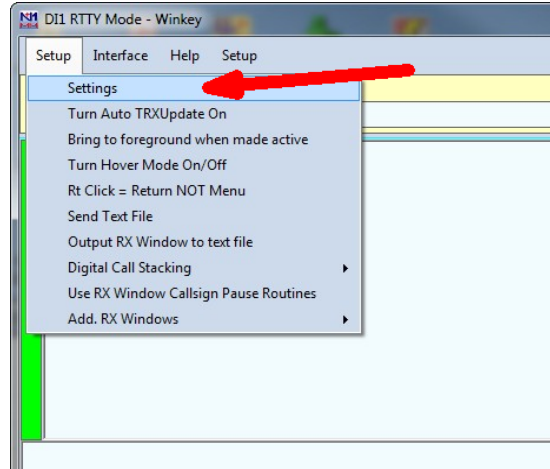 N1
MM
DI1 RTTY Mode - Winkey
Setup Interface Help Setup
Settings
Turn Auto TRXUpdate On
Bring to foreground when made active
Turn Hover Mode On/Off
Rt Click = Return NOT Menu
Send Text File
Output RX Window to text file
Digital Call Stacking
Use RX Window Callsign Pause Routines
Add. RX Windows